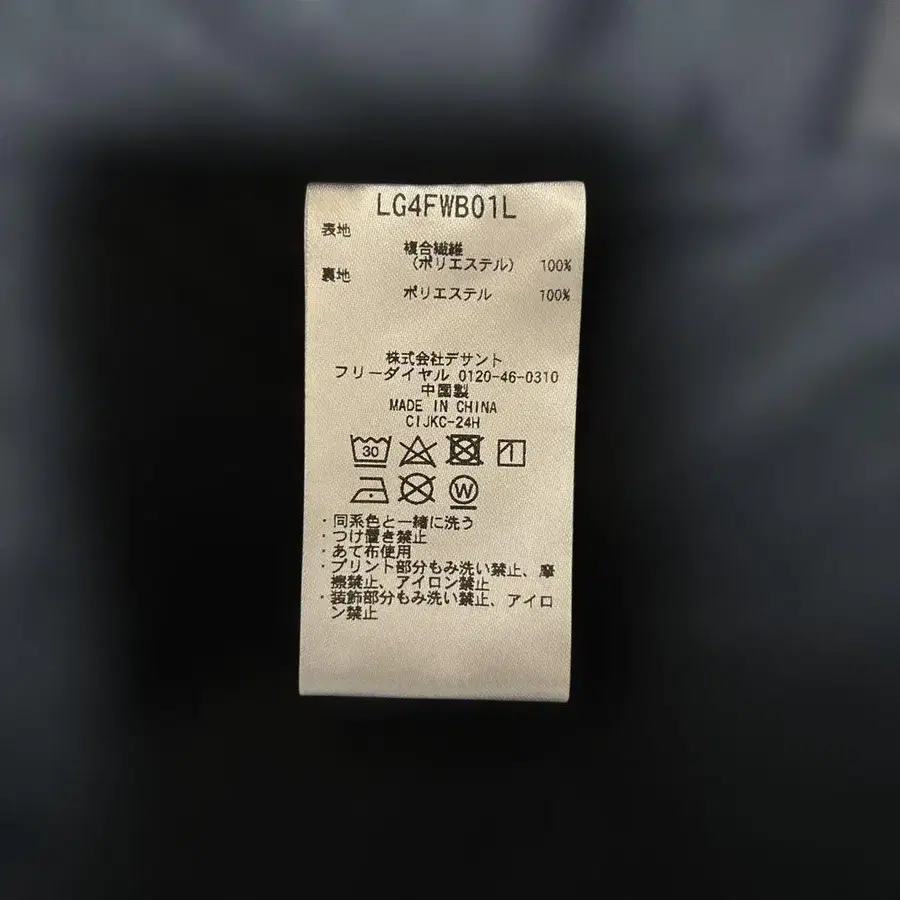 LG4FWB01L
表地
複合繊維
(ポリエステル) 100%
裏地
ポリエステル 100%
株式会社デサント
フリーダイヤル 0120-46-0310
中国製
MADE IN CHINA
CIJKC-24H
30
W
・同系色と一緒に洗う
・つけ置き禁止
・あて布使用
・プリント部分もみ洗い禁止、摩
擦禁止、アイロン禁止
・装飾部分もみ洗い禁止、アイロ
ン禁止